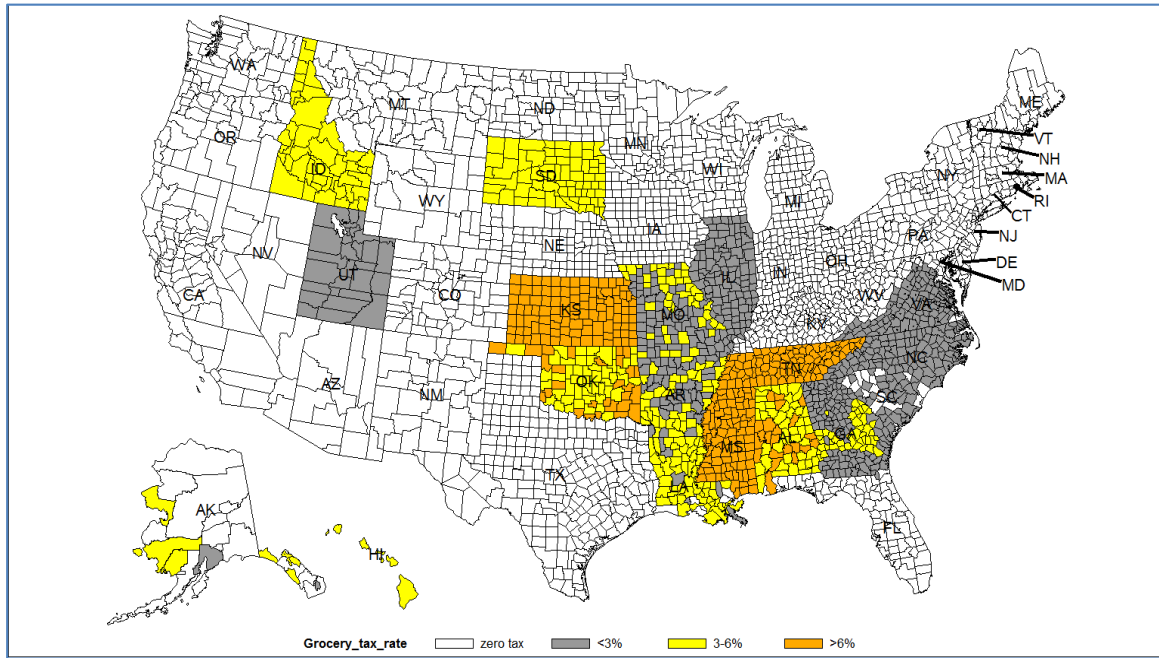 WA
MT
ND
MN
ME
VT
NH
MA
RI
CT
NJ
DE
MD
OR
ID
SD
WI
MI
NY
WY
IA
PA
NE
NV
UT
CO
IL
IN
OH
WV
VA
CA
KS
MO
KY
NC
AZ
NM
OK
AR
TN
SC
MS
AL
GA
TX
LA
FL
AK
HI
Grocery_tax_rate zero tax <3% 3-6% >6%